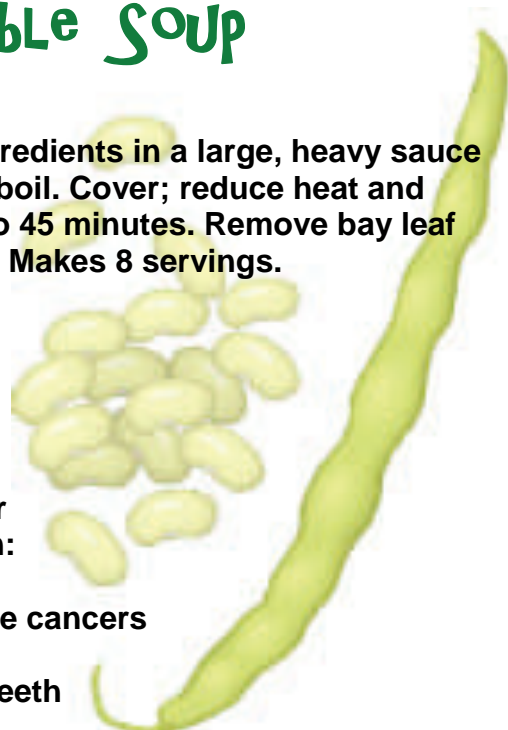 ble Soup
redients in a large, heavy sauce
boil. Cover; reduce heat and
o 45 minutes. Remove bay leaf
Makes 8 servings.
r
n:
e cancers
eeth